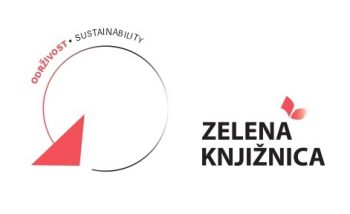 ODRŽIVOST • SUSTAINABILITY
ZELENA
KNJIŽNICA